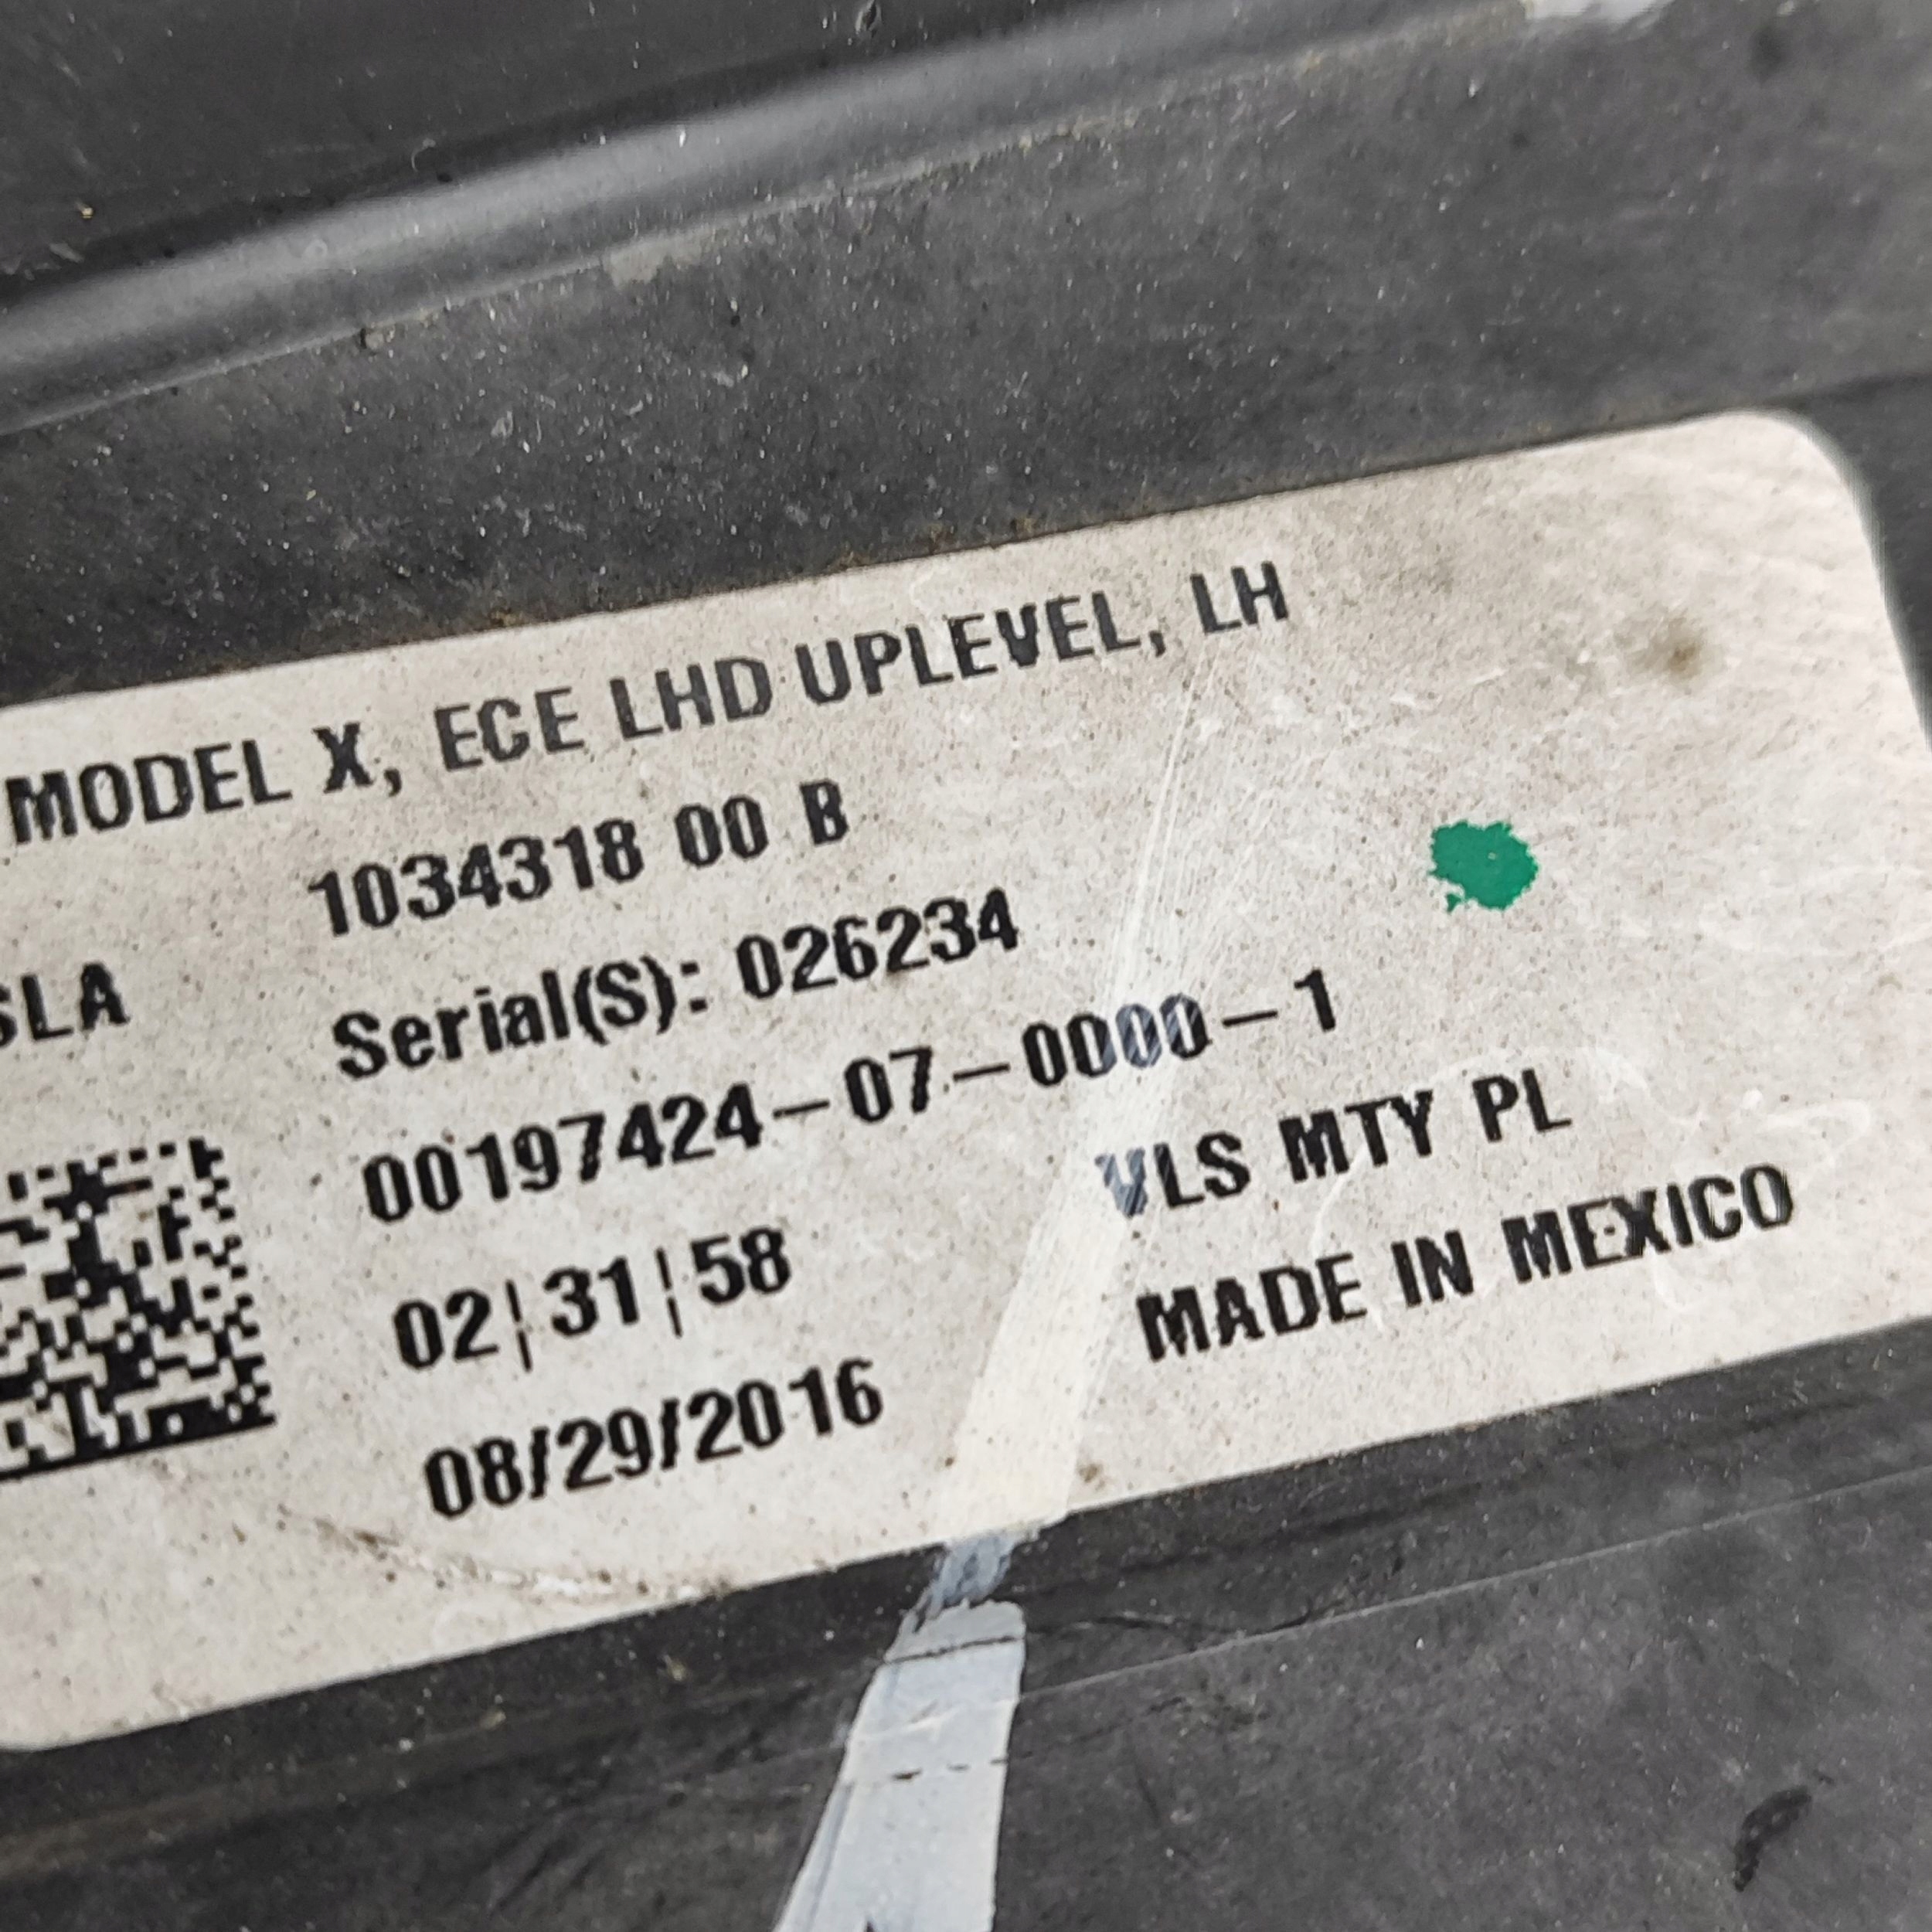 MODEL X, ECE LHD UPLEVEL, LH
1034318 00 B
SLA
Serial(S): 026234
00197424-07-0000-1
VLS MTY PL
02¦31¦58
MADE IN MEXICO
08/29/2016